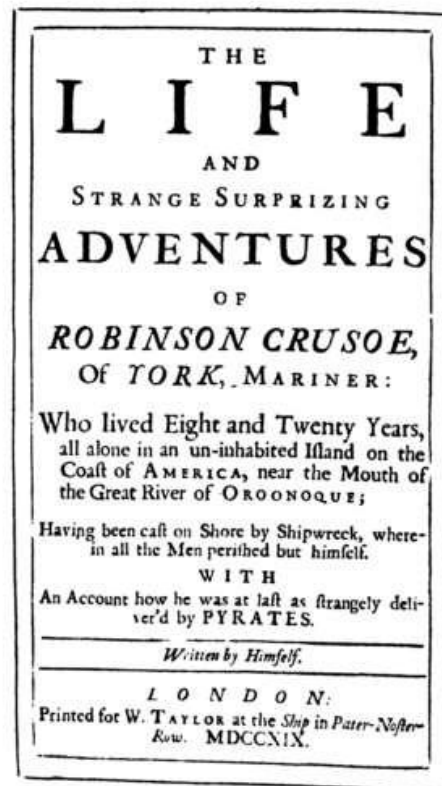 THE
LIFE
AND
STRANGE SURPRIZING
ADVENTURES
OF
ROBINSON CRUSOE,
Of YORK, MARINER:
Who lived Eight and Twenty Years,
all alone in an un-inhabited Iſland on the
Coaſt of AMERICA, near the Mouth of
the Great River of OROONOQUE;
Having been caſt on Shore by Shipwreck, where-
in all the Men periſhed but himſelf.
WITH
An Account how he was at laſt as ſtrangely deli-
ver'd by PYRATES.
Written by Himſelf.
LONDON:
Printed for W. TAYLOR at the Ship in Pater-Noſter-
Row. MDCCXIX.